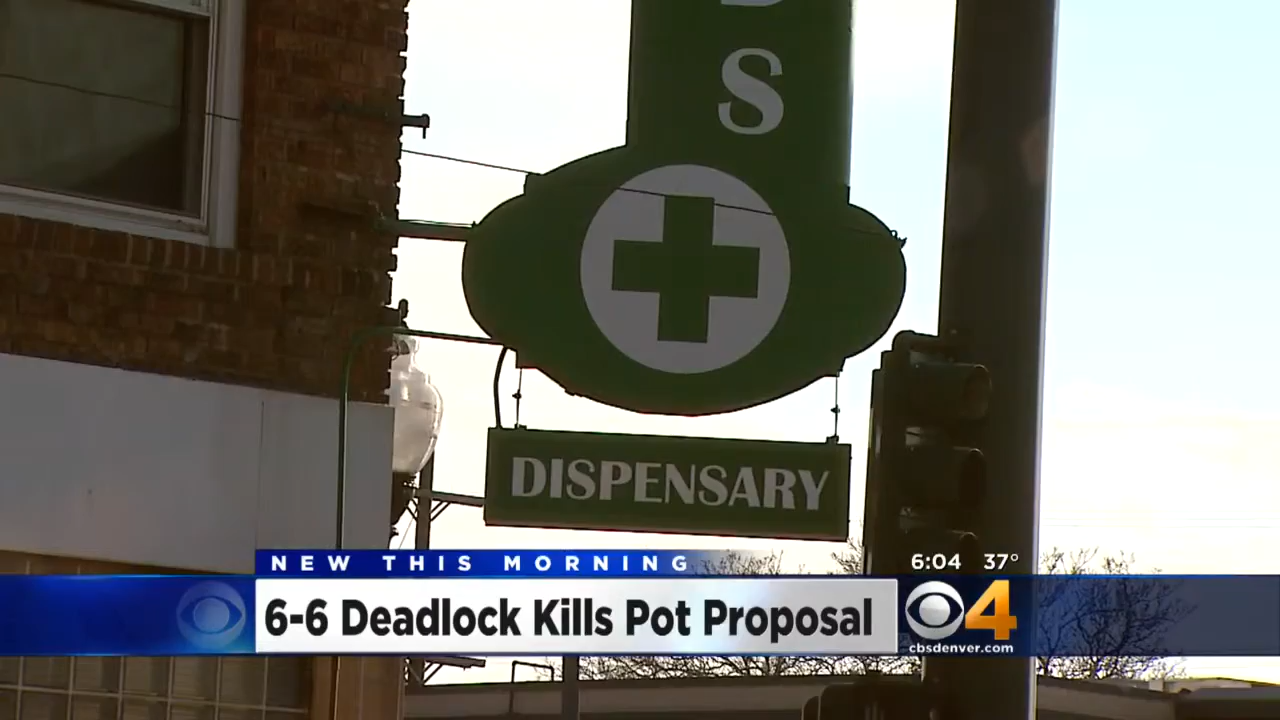 S
DISPENSARY
NEW THIS MORNING
6:04 37°
6-6 Deadlock Kills Pot Proposal
4
cbsdenver.com